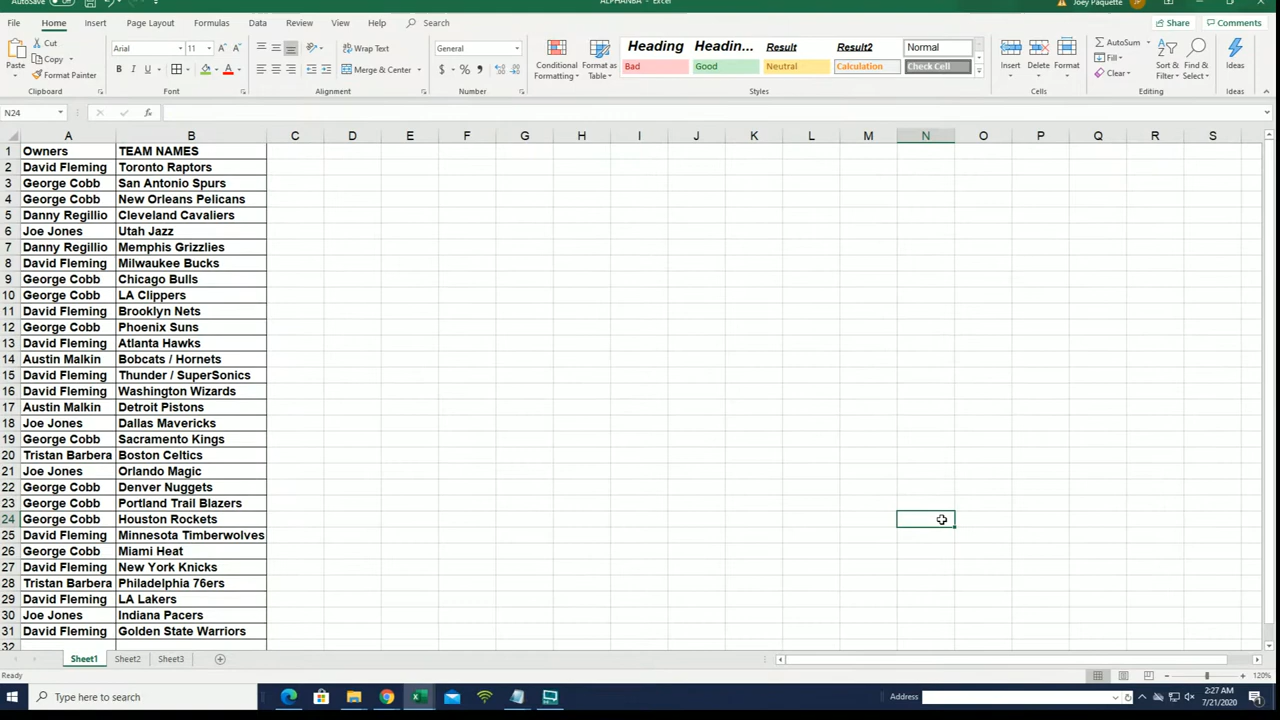 AutoSave Off ALPHANBA - Excel Joey Paquette JP
File Home Insert Page Layout Formulas Data Review View Help Search Share Comments
Paste Cut Copy Format Painter Clipboard
Arial 11 A A B I U A Font
Wrap Text Merge & Center Alignment
General $ % Number
Conditional Formatting Format as Table
Heading Headin... Result Result2 Normal
Bad Good Neutral Calculation Check Cell
Styles
Insert Delete Format Cells
AutoSum Fill Clear Sort & Filter Find & Select Editing
Ideas Ideas
N24 fx
A B C D E F G H I J K L M N O P Q R S
1 Owners TEAM NAMES
2 David Fleming Toronto Raptors
3 George Cobb San Antonio Spurs
4 George Cobb New Orleans Pelicans
5 Danny Regillio Cleveland Cavaliers
6 Joe Jones Utah Jazz
7 Danny Regillio Memphis Grizzlies
8 David Fleming Milwaukee Bucks
9 George Cobb Chicago Bulls
10 George Cobb LA Clippers
11 David Fleming Brooklyn Nets
12 George Cobb Phoenix Suns
13 David Fleming Atlanta Hawks
14 Austin Malkin Bobcats / Hornets
15 David Fleming Thunder / SuperSonics
16 David Fleming Washington Wizards
17 Austin Malkin Detroit Pistons
18 Joe Jones Dallas Mavericks
19 George Cobb Sacramento Kings
20 Tristan Barbera Boston Celtics
21 Joe Jones Orlando Magic
22 George Cobb Denver Nuggets
23 George Cobb Portland Trail Blazers
24 George Cobb Houston Rockets
25 David Fleming Minnesota Timberwolves
26 George Cobb Miami Heat
27 David Fleming New York Knicks
28 Tristan Barbera Philadelphia 76ers
29 David Fleming LA Lakers
30 Joe Jones Indiana Pacers
31 David Fleming Golden State Warriors
32
Sheet1 Sheet2 Sheet3
Ready 120%
Type here to search Address 2:27 AM
7/21/2020